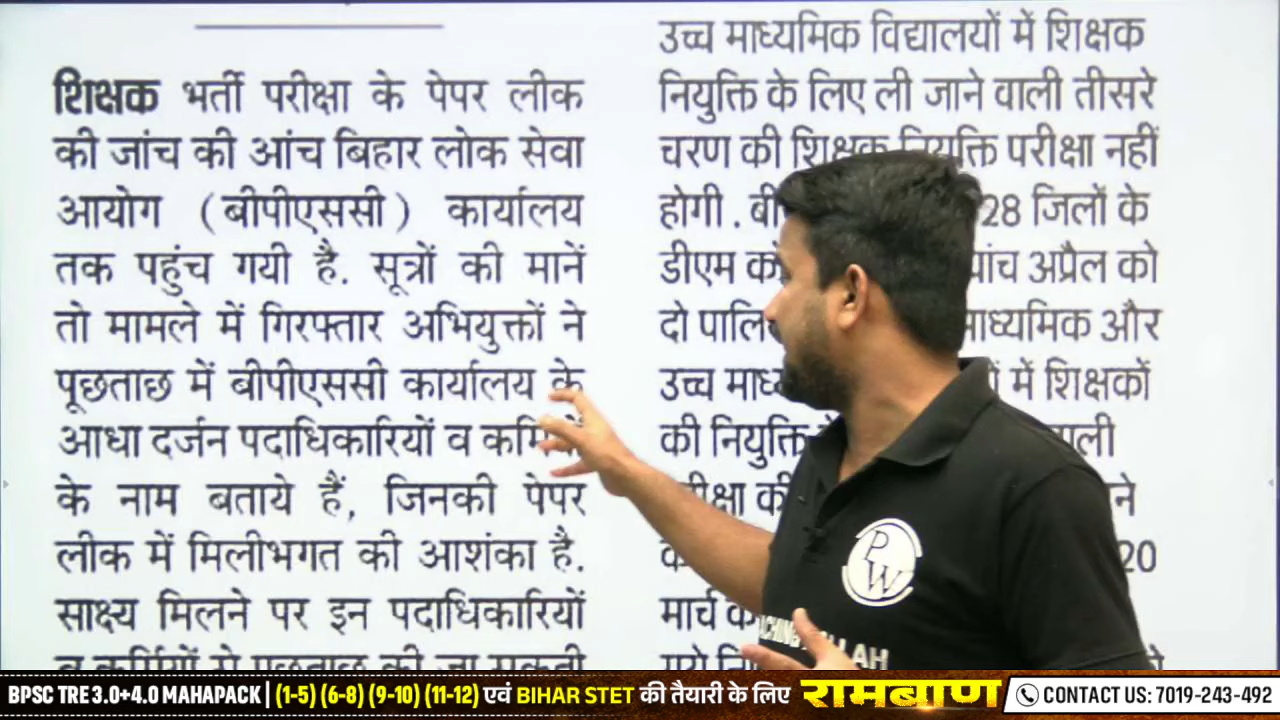 शिक्षक भर्ती परीक्षा के पेपर लीक
की जांच की आंच बिहार लोक सेवा
आयोग (बीपीएससी) कार्यालय
तक पहुंच गयी है. सूत्रों की मानें
तो मामले में गिरफ्तार अभियुक्तों ने
पूछताछ में बीपीएससी कार्यालय के
आधा दर्जन पदाधिकारियों व
के नाम बताये हैं, जिनकी पेपर
लीक में मिलीभगत की आशंका है.
साक्ष्य मिलने पर इन पदाधिकारियों
व कर्मियों से पूछताछ की जा सकती
उच्च माध्यमिक विद्यालयों में शिक्षक
नियुक्ति के लिए ली जाने वाली तीसरे
चरण की शिक्षक नियुक्ति परीक्षा नहीं
होगी. 28 जिलों के
डीएम अप्रैल को
दो माध्यमिक और
उच्च में शिक्षकों
की नियुक्ति
20
मार्च
PW
BPSC TRE 3.0+4.0 MAHAPACK | (1-5) (6-8) (9-10) (11-12) एवं BIHAR STET की तैयारी के लिए रामबाण CONTACT US: 7019-243-492